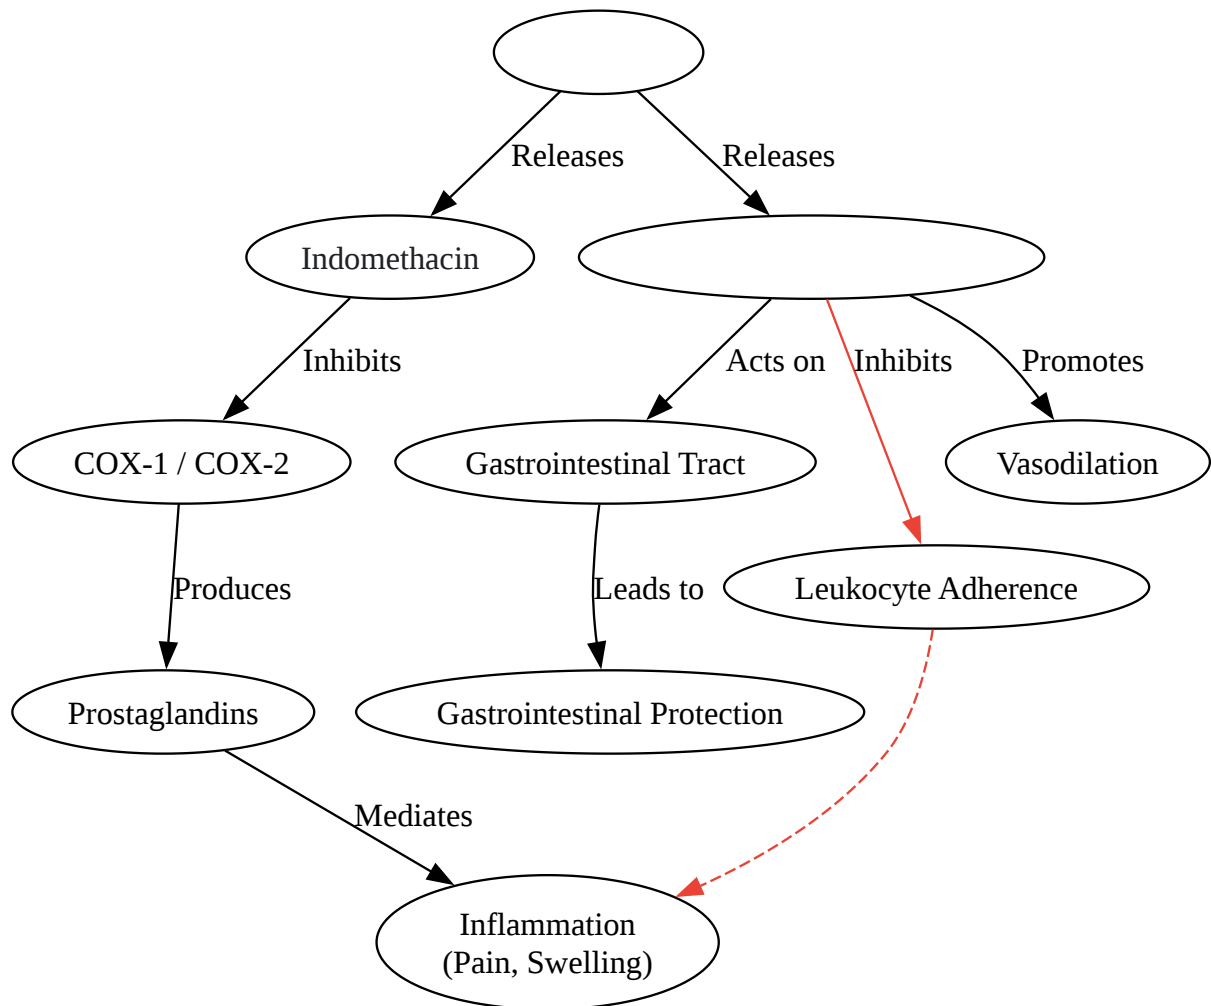 Releases
Releases
Indomethacin
Inhibits
Acts on
Inhibits
Promotes
COX-1 / COX-2
Gastrointestinal Tract
Vasodilation
Produces
Leads to
Leukocyte Adherence
Prostaglandins
Gastrointestinal Protection
Mediates
Inflammation
(Pain, Swelling)